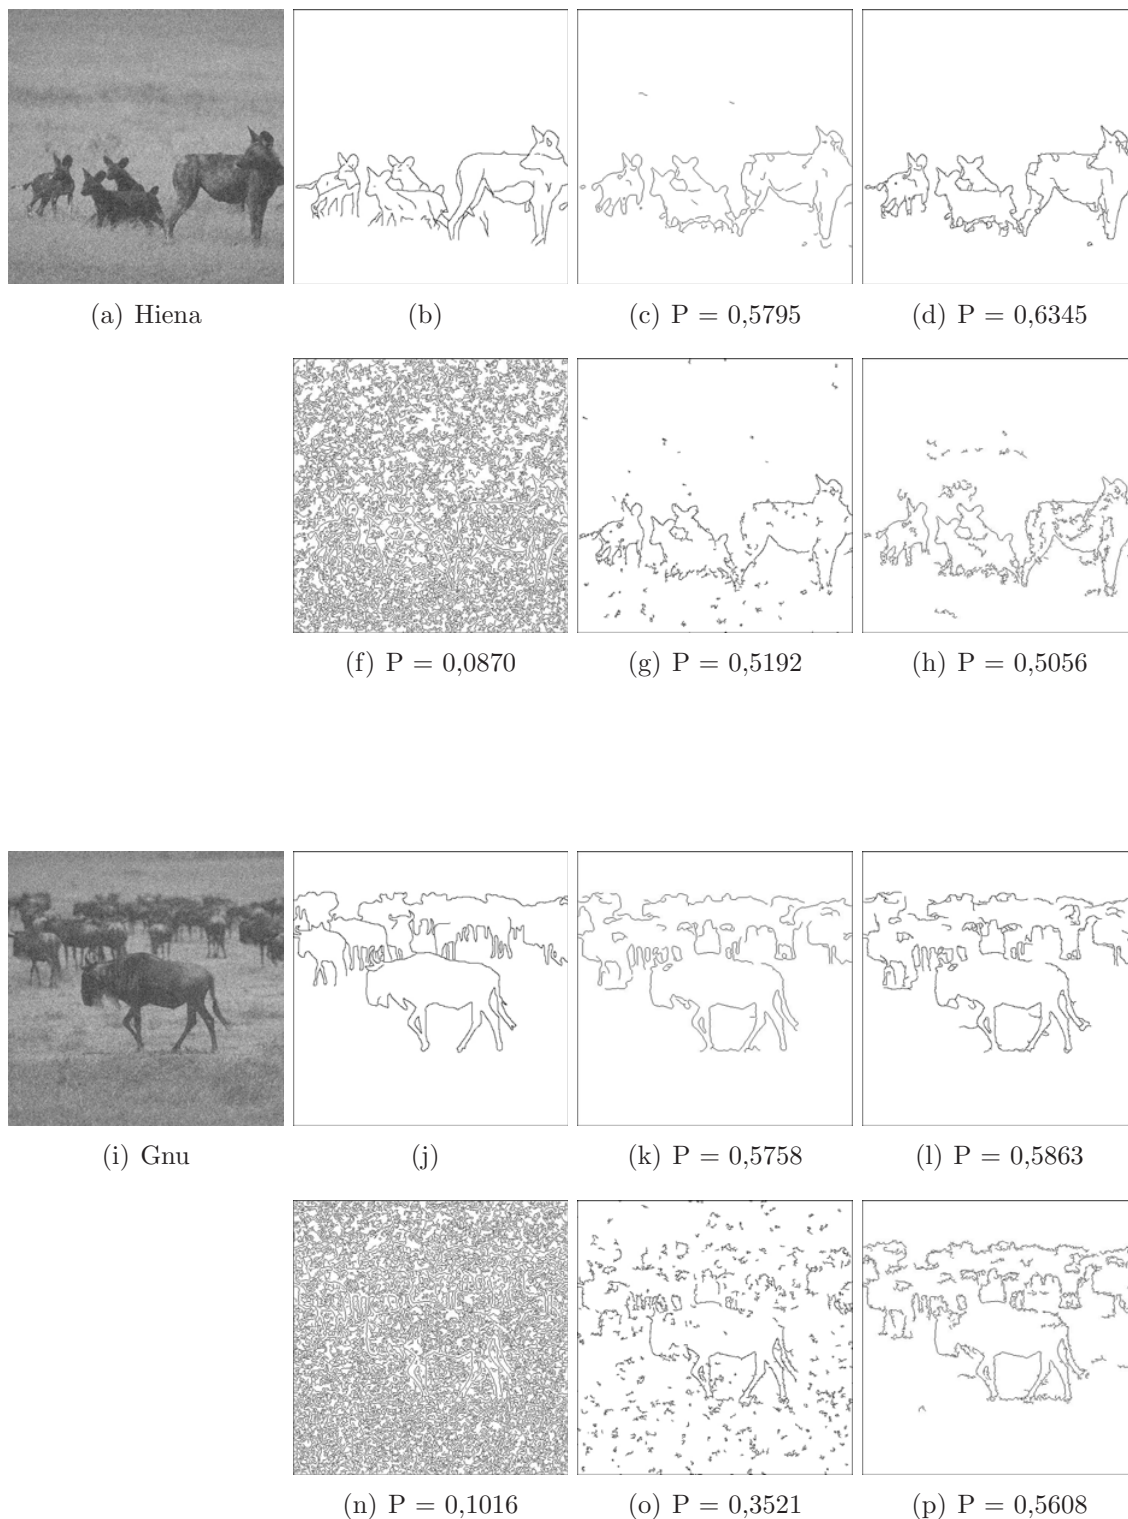 (a) Hiena
(b)
(c) P = 0,5795
(d) P = 0,6345
(f) P = 0,0870
(g) P = 0,5192
(h) P = 0,5056
(i) Gnu
(j)
(k) P = 0,5758
(l) P = 0,5863
(n) P = 0,1016
(o) P = 0,3521
(p) P = 0,5608